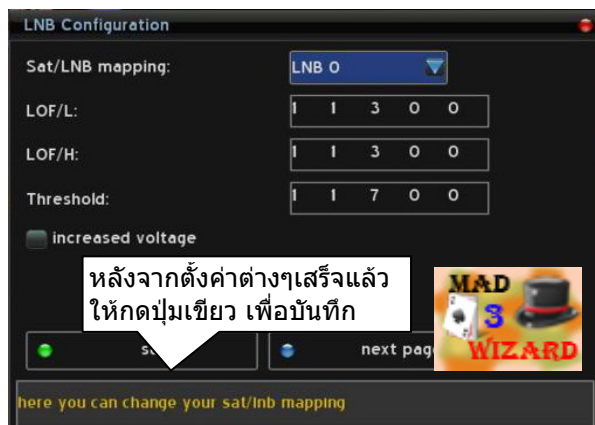 LNB Configuration
Sat/LNB mapping:
LNB 0
LOF/L:
1 1 3 0 0
LOF/H:
1 1 3 0 0
Threshold:
1 1 7 0 0
increased voltage
หลังจากตั้งค่าต่างๆเสร็จแล้ว
ให้กดปุ่มเขียว เพื่อบันทึก
MAD
3
WIZARD
next pag
here you can change your sat/lnb mapping